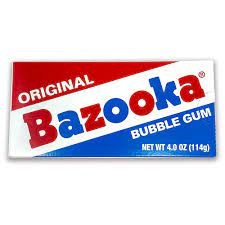 ORIGINAL
Bazooka®
BUBBLE GUM
NET WT 4.0 OZ (114g)